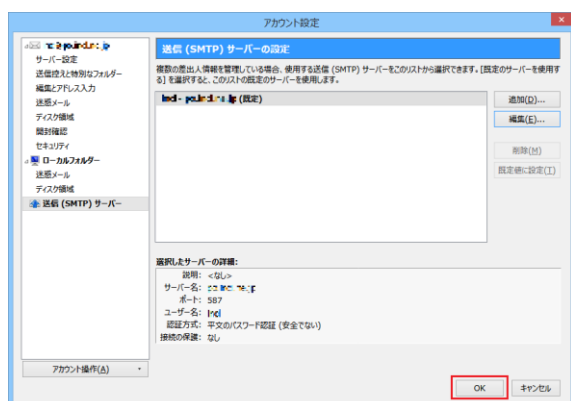 アカウント設定
サーバー設定
送信控えと特別なフォルダー
編集とアドレス入力
迷惑メール
ディスク領域
開封確認
セキュリティ
ローカルフォルダー
迷惑メール
ディスク領域
送信 (SMTP) サーバー
アカウント操作(A)
送信 (SMTP) サーバーの設定
複数の差出人情報を管理している場合、使用する送信 (SMTP) サーバーをこのリストから選択できます。[既定のサーバーを使用す
る] を選択すると、このリストの既定のサーバーを使用します。
(既定)
追加(D)...
編集(E)...
削除(M)
既定値に設定(T)
選択したサーバーの詳細:
説明: <なし>
サーバー名:
ポート: 587
ユーザー名:
認証方式: 平文のパスワード認証 (安全でない)
接続の保護: なし
OK
キャンセル